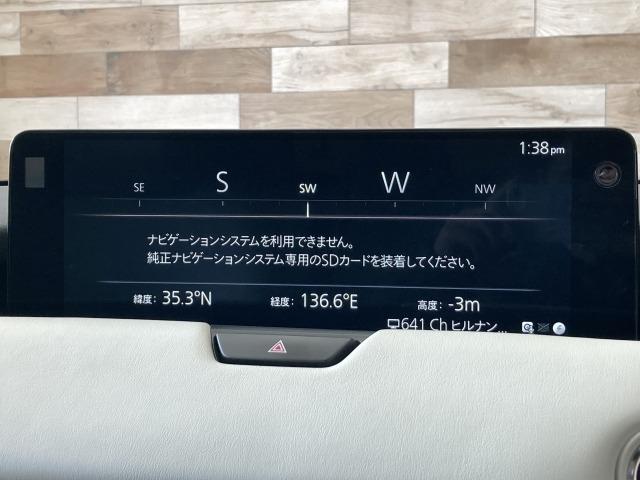 1:38pm
SE S SW W NW
ナビゲーションシステムを利用できません。
純正ナビゲーションシステム専用のSDカードを装着してください。
緯度: 35.3°N 経度: 136.6°E 高度: -3m
641 Ch ヒルナン...